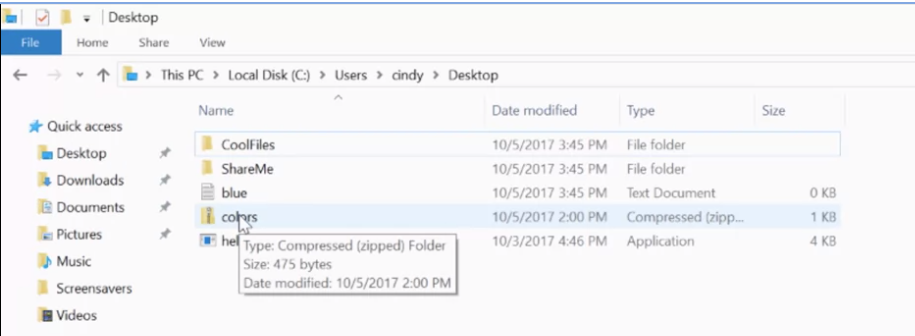 Desktop
File Home Share View
This PC Local Disk (C:) Users cindy Desktop
Name Date modified Type Size
Quick access
Desktop
Downloads
Documents
Pictures
Music
Screensavers
Videos
CoolFiles 10/5/2017 3:45 PM File folder
ShareMe 10/5/2017 3:45 PM File folder
blue 10/5/2017 3:45 PM Text Document 0 KB
colors 10/5/2017 2:00 PM Compressed (zipp... 1 KB
hel 10/3/2017 4:46 PM Application 4 KB
Type: Compressed (zipped) Folder
Size: 475 bytes
Date modified: 10/5/2017 2:00 PM